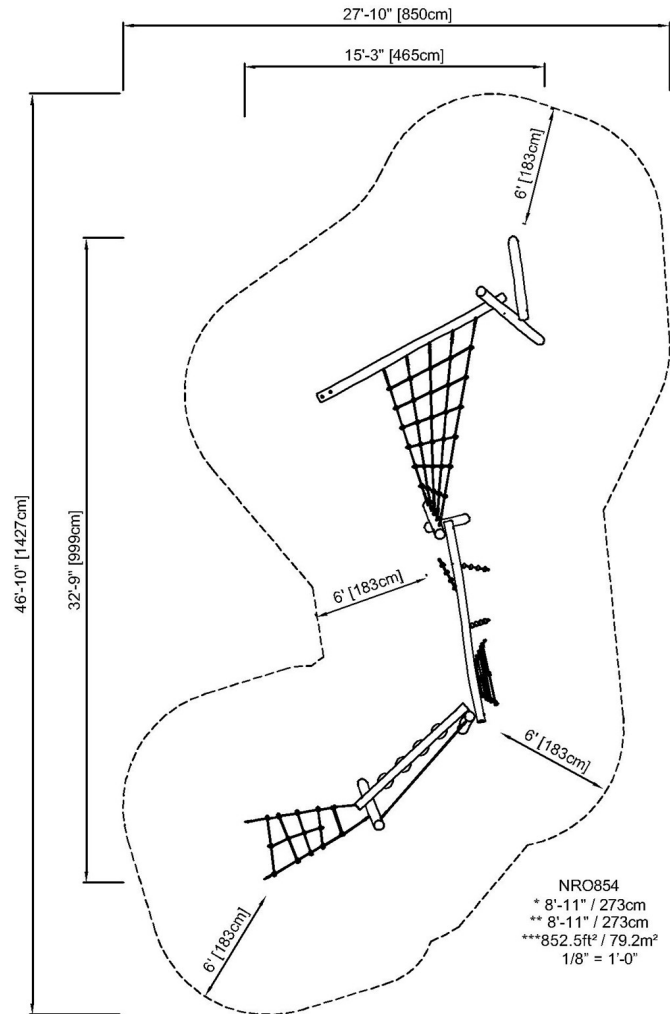 27'-10" [850cm]
15'-3" [465cm]
6' [183cm]
46'-10" [1427cm]
32'-9" [999cm]
6' [183cm]
6' [183cm]
6' [183cm]
NRO854
* 8'-11" / 273cm
** 8'-11" / 273cm
***852.5ft² / 79.2m²
1/8" = 1'-0"